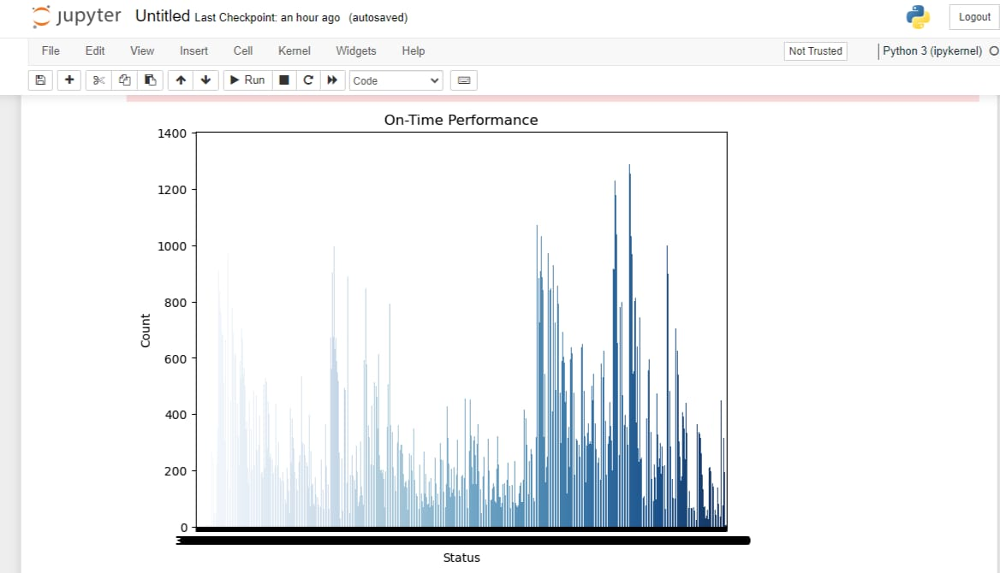 jupyter Untitled Last Checkpoint: an hour ago (autosaved) Logout
File Edit View Insert Cell Kernel Widgets Help Not Trusted Python 3 (ipykernel)
Run Code
On-Time Performance
1400
1200
1000
800
600
400
200
0
Count
Status